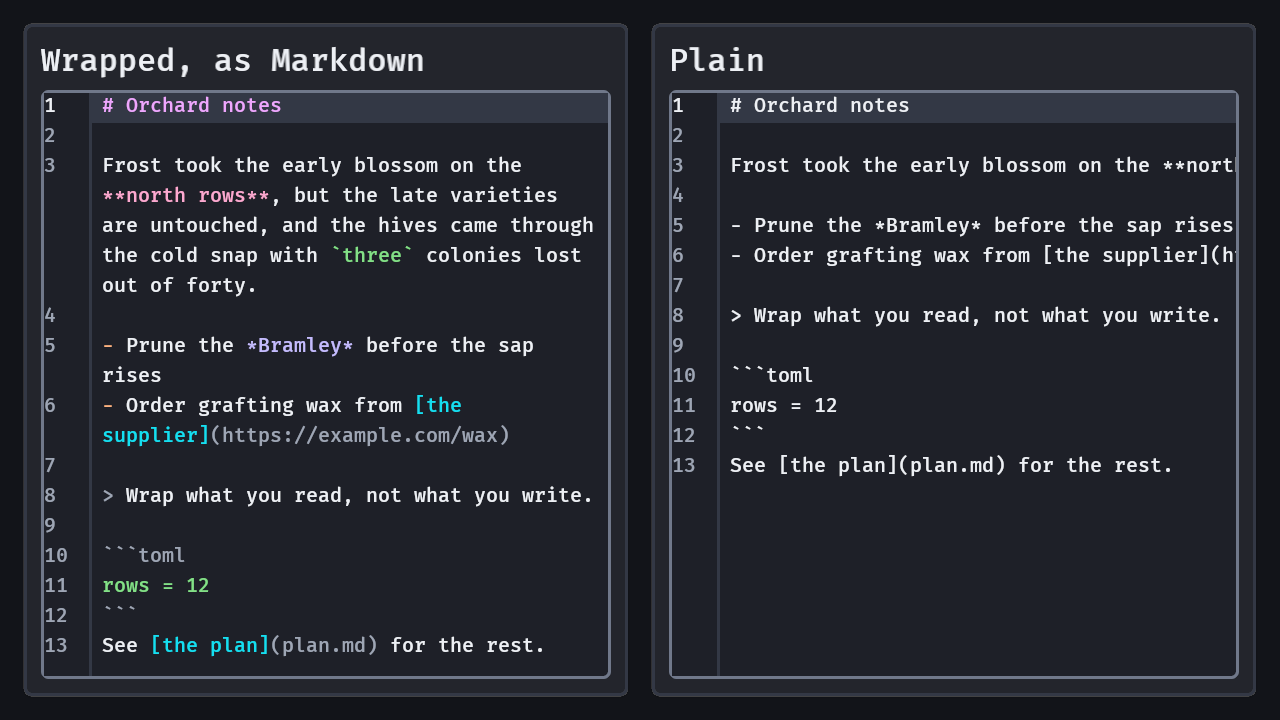 Wrapped, as Markdown
1 # Orchard notes
2
3 Frost took the early blossom on the
**north rows**, but the late varieties
are untouched, and the hives came through
the cold snap with `three` colonies lost
out of forty.
4
5 - Prune the *Bramley* before the sap
rises
6 - Order grafting wax from [the
supplier](https://example.com/wax)
7
8 > Wrap what you read, not what you write.
9
10 ```toml
11 rows = 12
12 ```
13 See [the plan](plan.md) for the rest.
Plain
1 # Orchard notes
2
3 Frost took the early blossom on the **north
4
5 - Prune the *Bramley* before the sap rises
6 - Order grafting wax from [the supplier](h
7
8 > Wrap what you read, not what you write.
9
10 ```toml
11 rows = 12
12 ```
13 See [the plan](plan.md) for the rest.